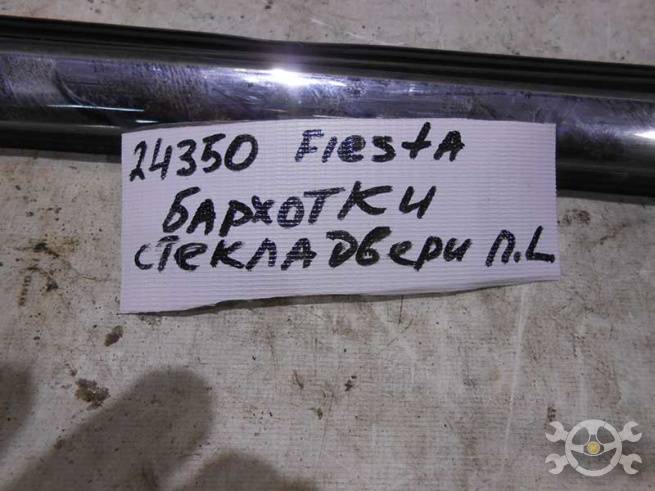 24350 Fiesta
Бархотки
стекла двери п.L